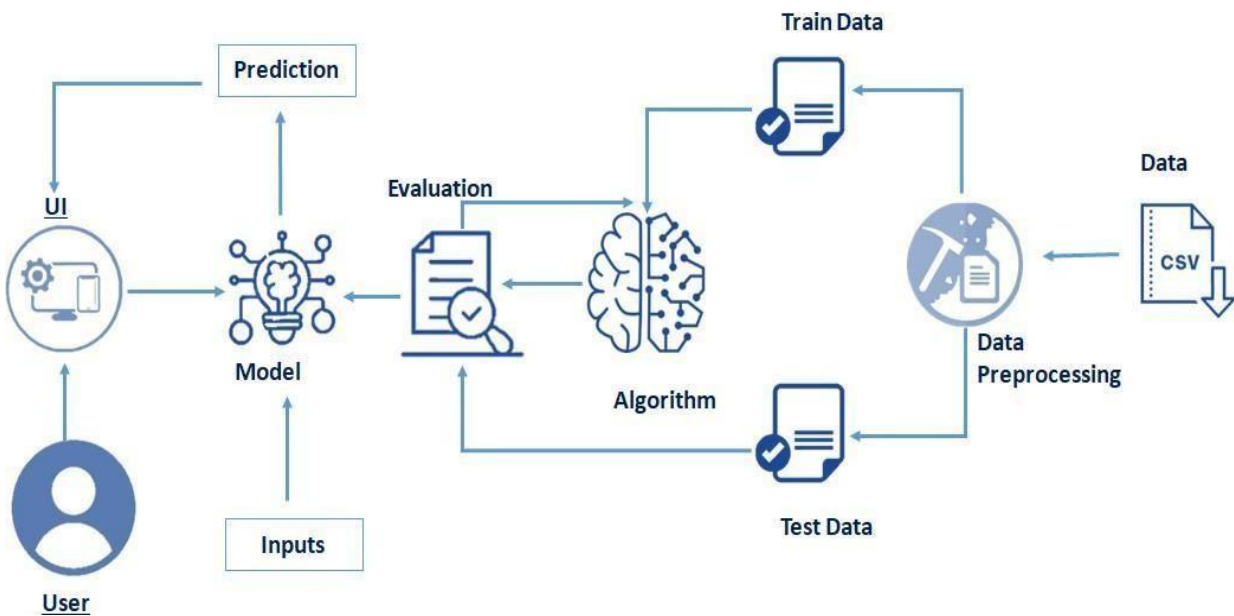 Train Data
Prediction
Data
Evaluation
UI
CSV
Data
Preprocessing
Model
Algorithm
Test Data
Inputs
User